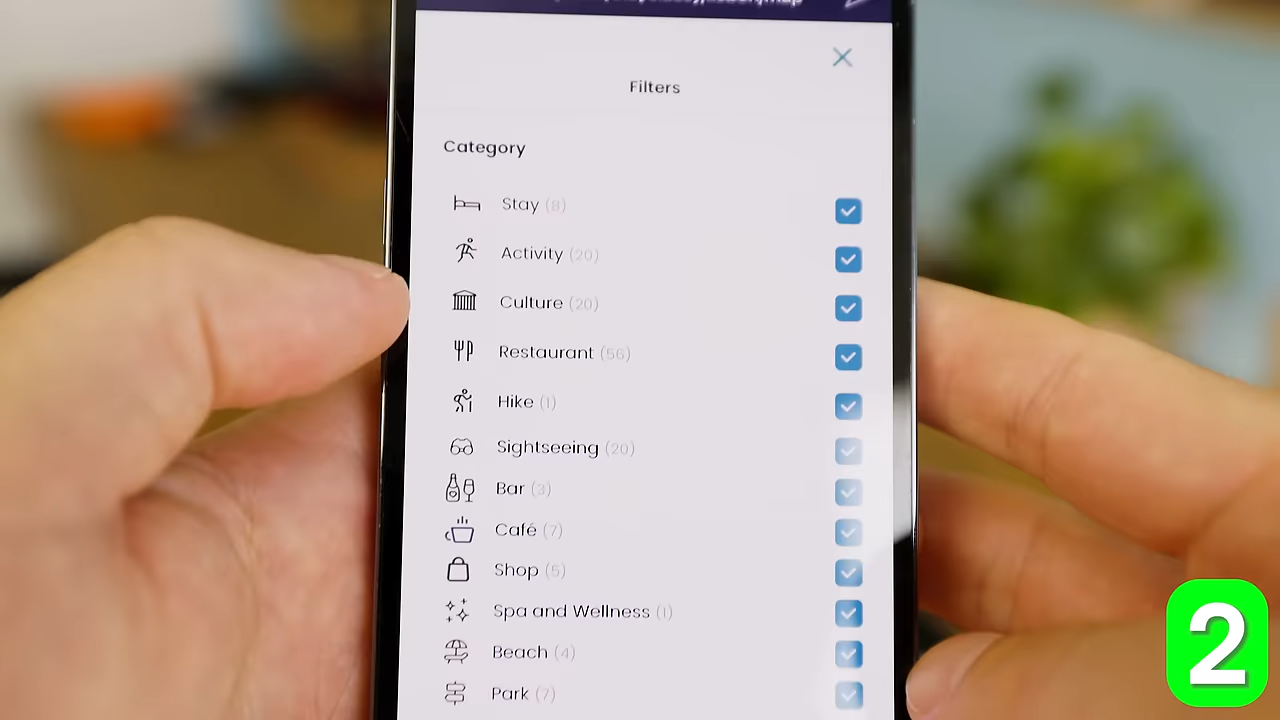 Filters
Category
Stay (8)
Activity (20)
Culture (20)
Restaurant (56)
Hike (1)
Sightseeing (20)
Bar (3)
Café (7)
Shop (5)
Spa and Wellness (1)
Beach (4)
Park (7)
2